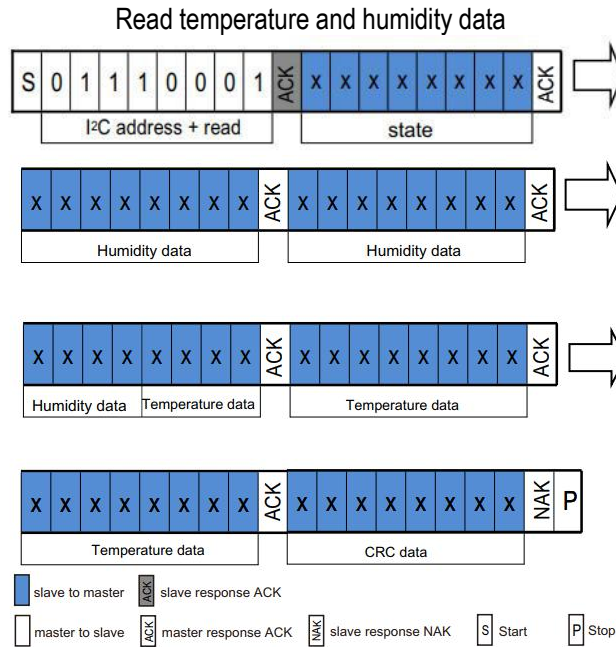 Read temperature and humidity data
S 0 1 1 1 0 0 0 1 ACK X X X X X X X X ACK
I²C address + read state
X X X X X X X X ACK X X X X X X X X ACK
Humidity data Humidity data
X X X X X X X X ACK X X X X X X X X ACK
Humidity data Temperature data Temperature data
X X X X X X X X ACK X X X X X X X X NAK P
Temperature data CRC data
slave to master ACK slave response ACK
master to slave ACK master response ACK NAK slave response NAK S Start P Stop